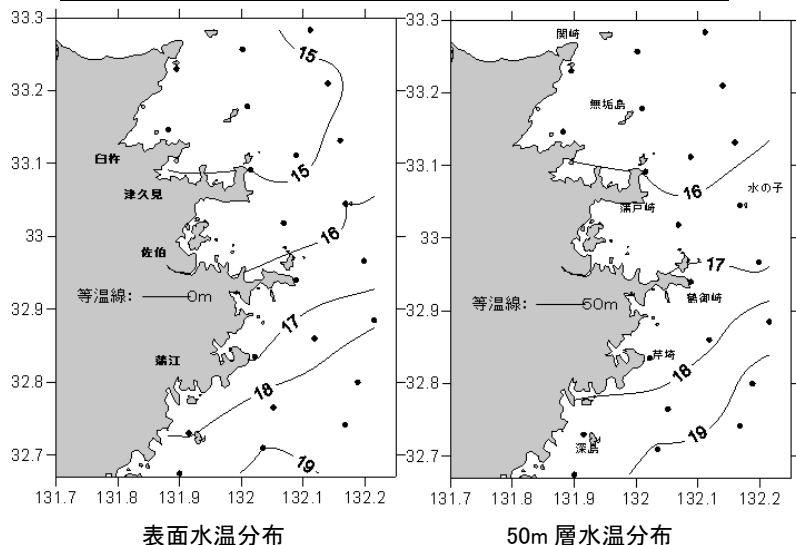 33.3
33.2
33.1
33
32.9
32.8
32.7
131.7 131.8 131.9 132 132.1 132.2
15
15
16
17
18
19
臼杵
津久見
佐伯
等温線: 0m
蒲江
表面水温分布
33.3
33.2
33.1
33
32.9
32.8
32.7
131.7 131.8 131.9 132 132.1 132.2
関崎
無垢島
16
水の子
蒲戸崎
17
鶴御崎
等温線: 50m
芹埼
18
19
深島
50m 層水温分布